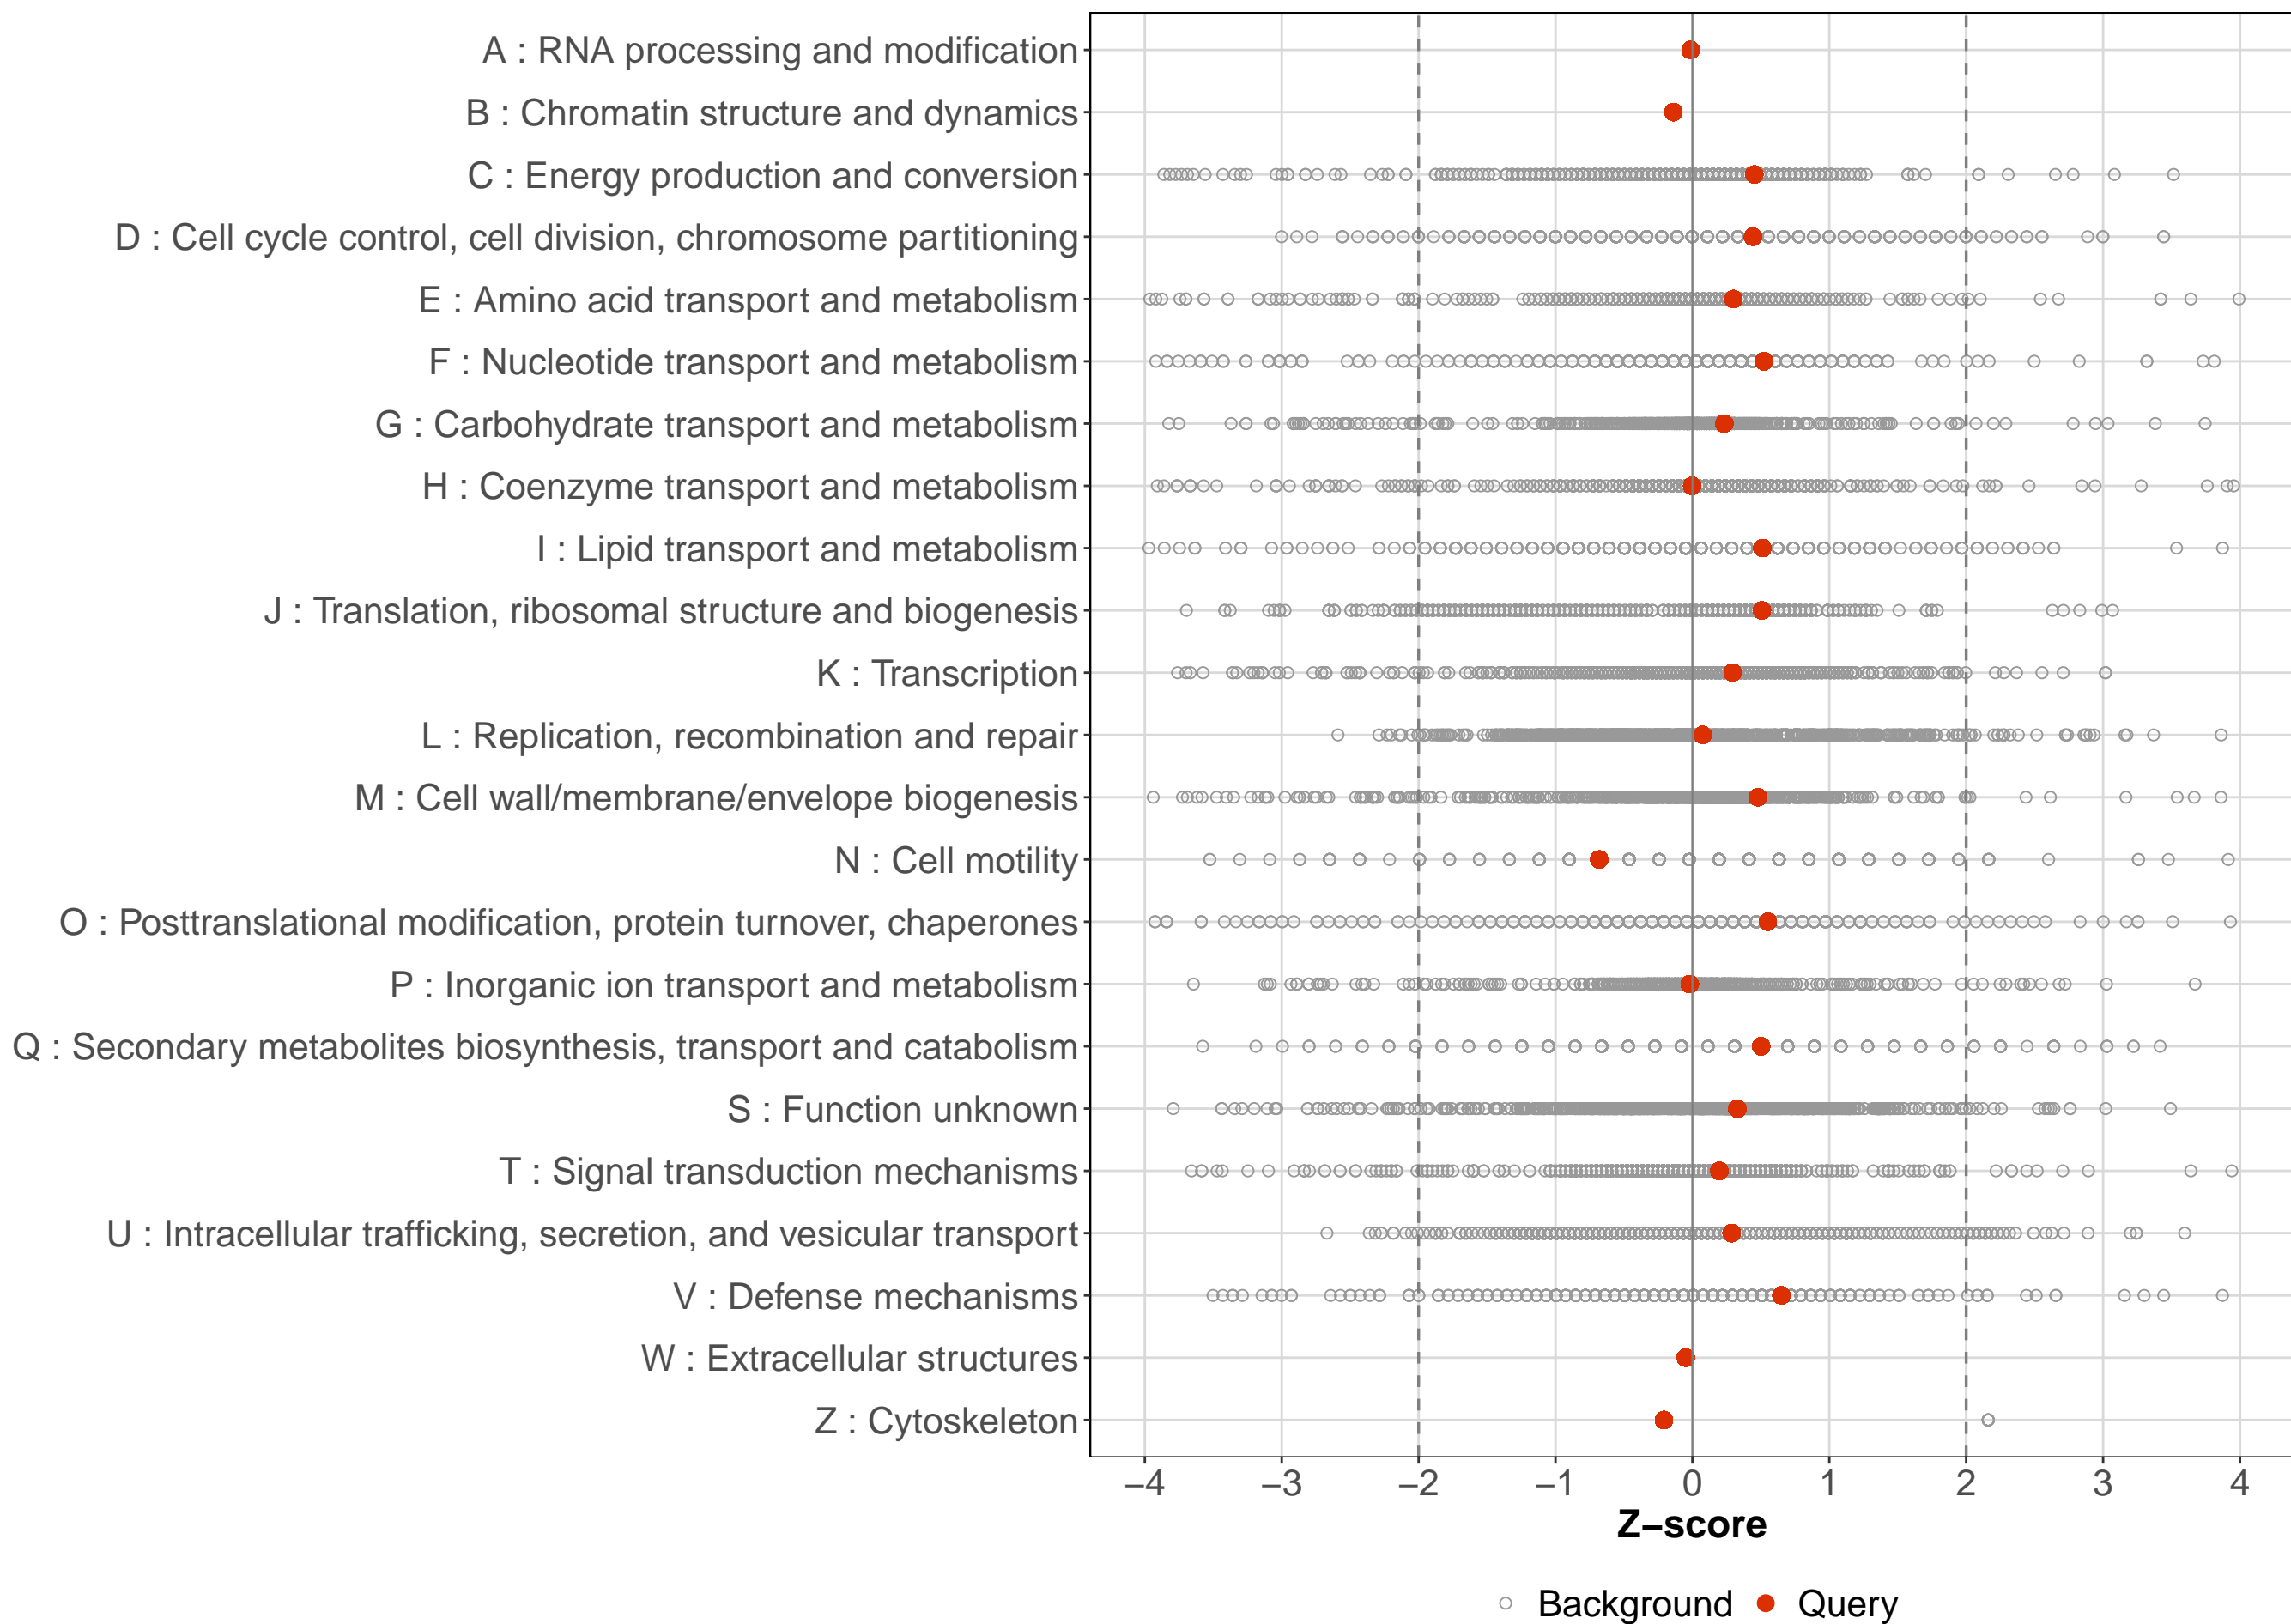 A : RNA processing and modification
B : Chromatin structure and dynamics
C : Energy production and conversion
D : Cell cycle control, cell division, chromosome partitioning
E : Amino acid transport and metabolism
F : Nucleotide transport and metabolism
G : Carbohydrate transport and metabolism
H : Coenzyme transport and metabolism
I : Lipid transport and metabolism
J : Translation, ribosomal structure and biogenesis
K : Transcription
L : Replication, recombination and repair
M : Cell wall/membrane/envelope biogenesis
N : Cell motility
O : Posttranslational modification, protein turnover, chaperones
P : Inorganic ion transport and metabolism
Q : Secondary metabolites biosynthesis, transport and catabolism
S : Function unknown
T : Signal transduction mechanisms
U : Intracellular trafficking, secretion, and vesicular transport
V : Defense mechanisms
W : Extracellular structures
Z : Cytoskeleton
−4 −3 −2 −1 0 1 2 3 4
Z−score
Background Query